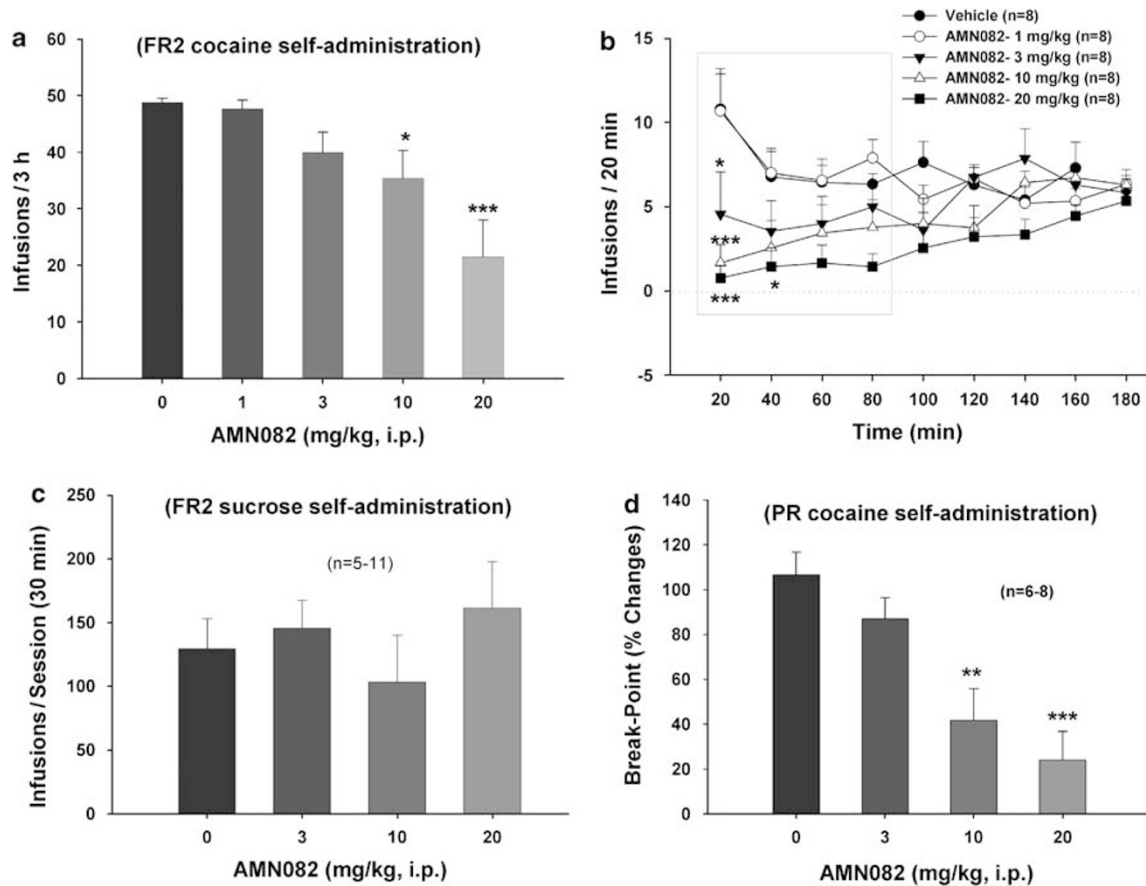 a
(FR2 cocaine self-administration)
60
50
40
30
20
10
0
Infusions / 3 h
*
***
0 1 3 10 20
AMN082 (mg/kg, i.p.)
b
Vehicle (n=8)
AMN082- 1 mg/kg (n=8)
AMN082- 3 mg/kg (n=8)
AMN082- 10 mg/kg (n=8)
AMN082- 20 mg/kg (n=8)
15
10
5
0
-5
Infusions / 20 min
*
***
***
*
20 40 60 80 100 120 140 160 180
Time (min)
c
(FR2 sucrose self-administration)
(n=5-11)
250
200
150
100
50
0
Infusions / Session (30 min)
0 3 10 20
AMN082 (mg/kg, i.p.)
d
(PR cocaine self-administration)
(n=6-8)
140
120
100
80
60
40
20
0
Break-Point (% Changes)
**
***
0 3 10 20
AMN082 (mg/kg, i.p.)